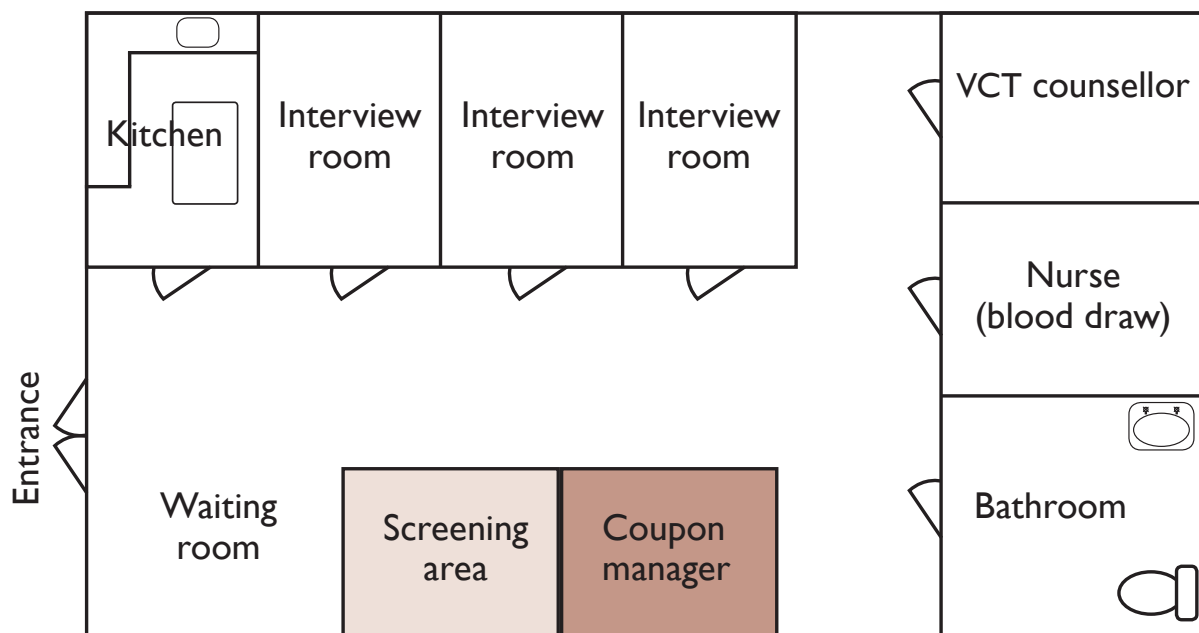 Kitchen
Interview
room
Interview
room
Interview
room
VCT counsellor
Nurse
(blood draw)
Entrance
Waiting
room
Screening
area
Coupon
manager
Bathroom